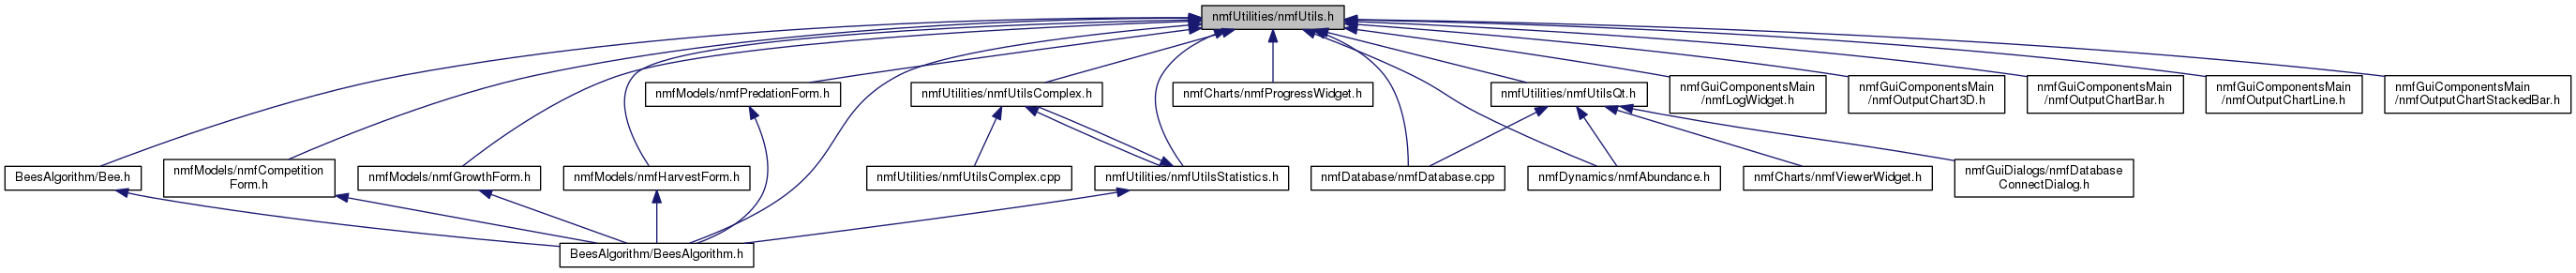 nmfUtilities/nmfUtils.h
nmfModels/nmfPredationForm.h
nmfUtilities/nmfUtilsComplex.h
nmfCharts/nmfProgressWidget.h
nmfUtilities/nmfUtilsQt.h
nmfGuiComponentsMain
/nmfLogWidget.h
nmfGuiComponentsMain
/nmfOutputChart3D.h
nmfGuiComponentsMain
/nmfOutputChartBar.h
nmfGuiComponentsMain
/nmfOutputChartLine.h
nmfGuiComponentsMain
/nmfOutputChartStackedBar.h
BeesAlgorithm/Bee.h
nmfModels/nmfCompetition
Form.h
nmfModels/nmfGrowthForm.h
nmfModels/nmfHarvestForm.h
nmfUtilities/nmfUtilsComplex.cpp
nmfUtilities/nmfUtilsStatistics.h
nmfDatabase/nmfDatabase.cpp
nmfDynamics/nmfAbundance.h
nmfCharts/nmfViewerWidget.h
nmfGuiDialogs/nmfDatabase
ConnectDialog.h
BeesAlgorithm/BeesAlgorithm.h